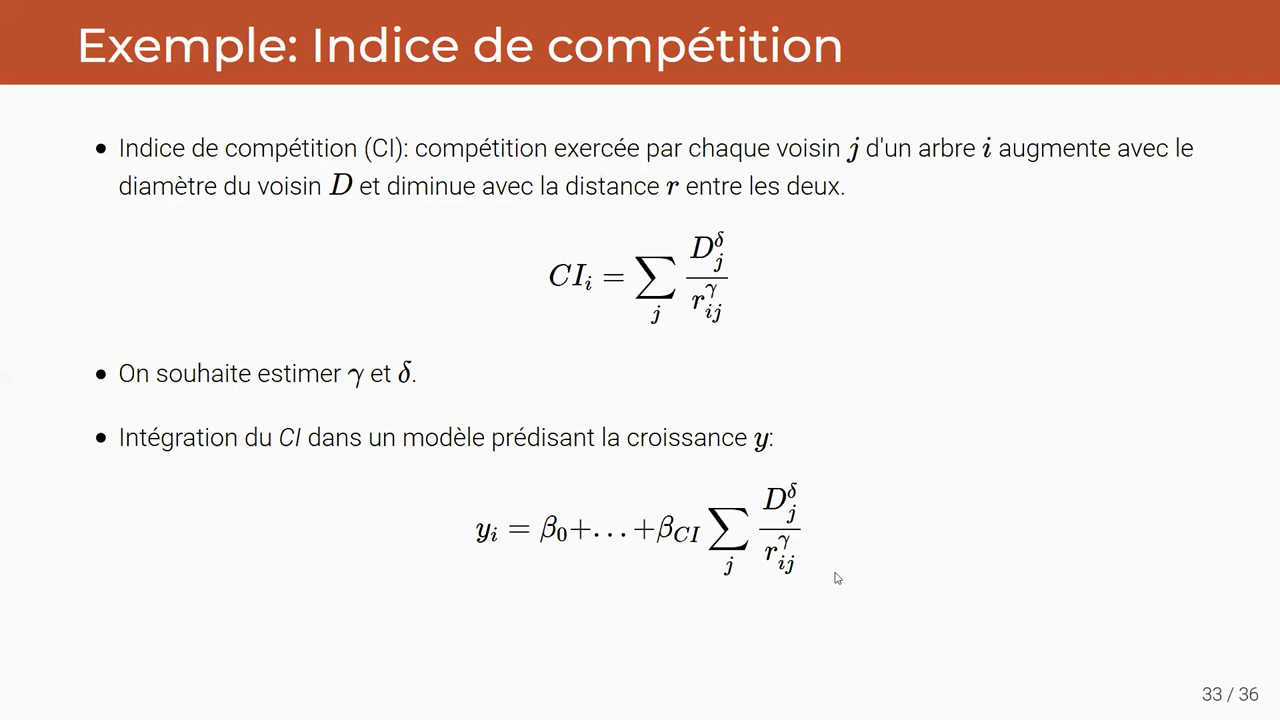 Exemple: Indice de compétition
• Indice de compétition (CI): compétition exercée par chaque voisin j d'un arbre i augmente avec le
diamètre du voisin D et diminue avec la distance r entre les deux.
CI_i = ∑_j D_j^δ / r_ij^γ
• On souhaite estimer γ et δ.
• Intégration du CI dans un modèle prédisant la croissance y:
y_i = β_0+…+β_CI ∑_j D_j^δ / r_ij^γ
33 / 36